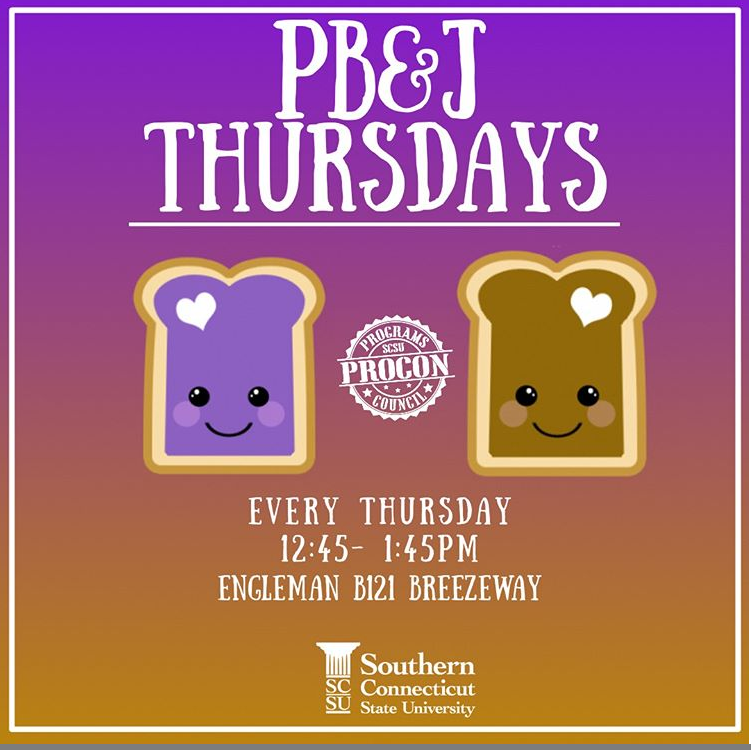 PB&J
THURSDAYS
PROGRAMS
SCSU
PROCON
COUNCIL
EVERY THURSDAY
12:45- 1:45PM
ENGLEMAN B121 BREEZEWAY
SC
SU
Southern
Connecticut
State University